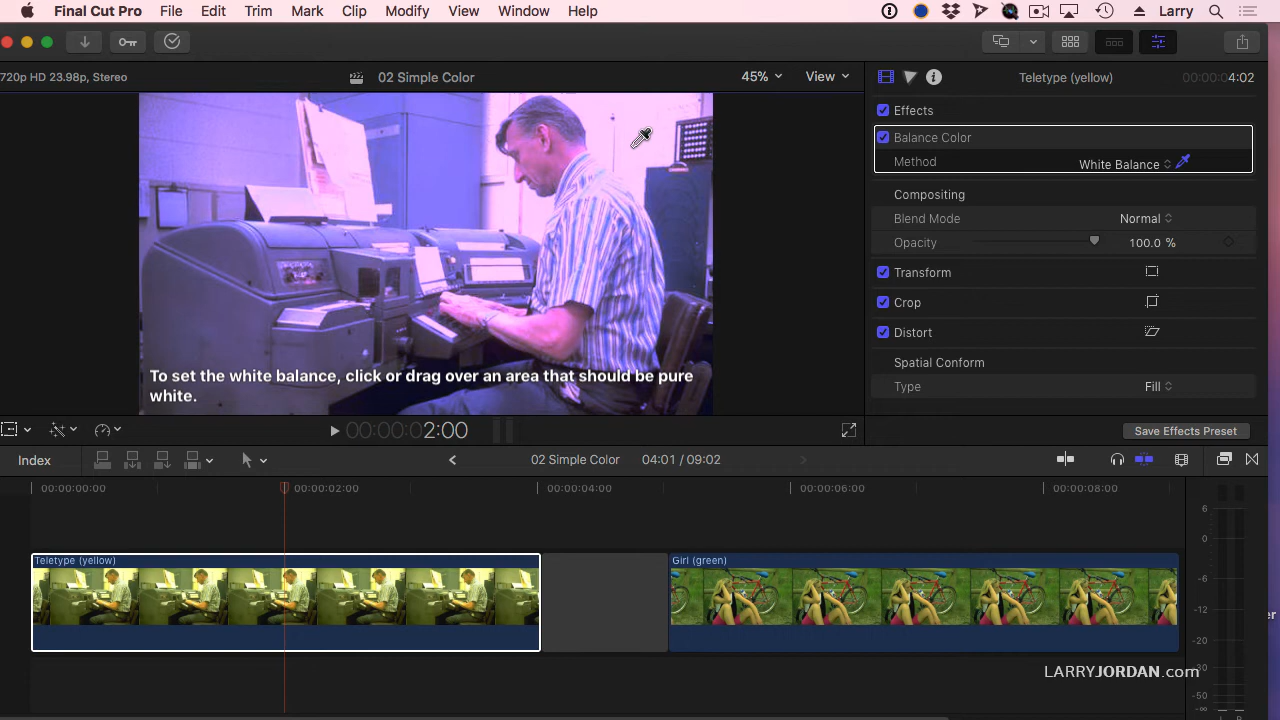 Final Cut Pro File Edit Trim Mark Clip Modify View Window Help Larry
720p HD 23.98p, Stereo 02 Simple Color 45% View Teletype (yellow) 00:00:04:02
Effects
Balance Color
Method White Balance
Compositing
Blend Mode Normal
Opacity 100.0 %
Transform
Crop
Distort
Spatial Conform
Type Fill
To set the white balance, click or drag over an area that should be pure
white.
00:00:02:00 Save Effects Preset
Index 02 Simple Color 04:01 / 09:02
00:00:00:00 00:00:02:00 00:00:04:00 00:00:06:00 00:00:08:00
6
0
-6
-12
-20
-30
-50
-∞
Teletype (yellow) Girl (green)
LARRYJORDAN.com
er
L R